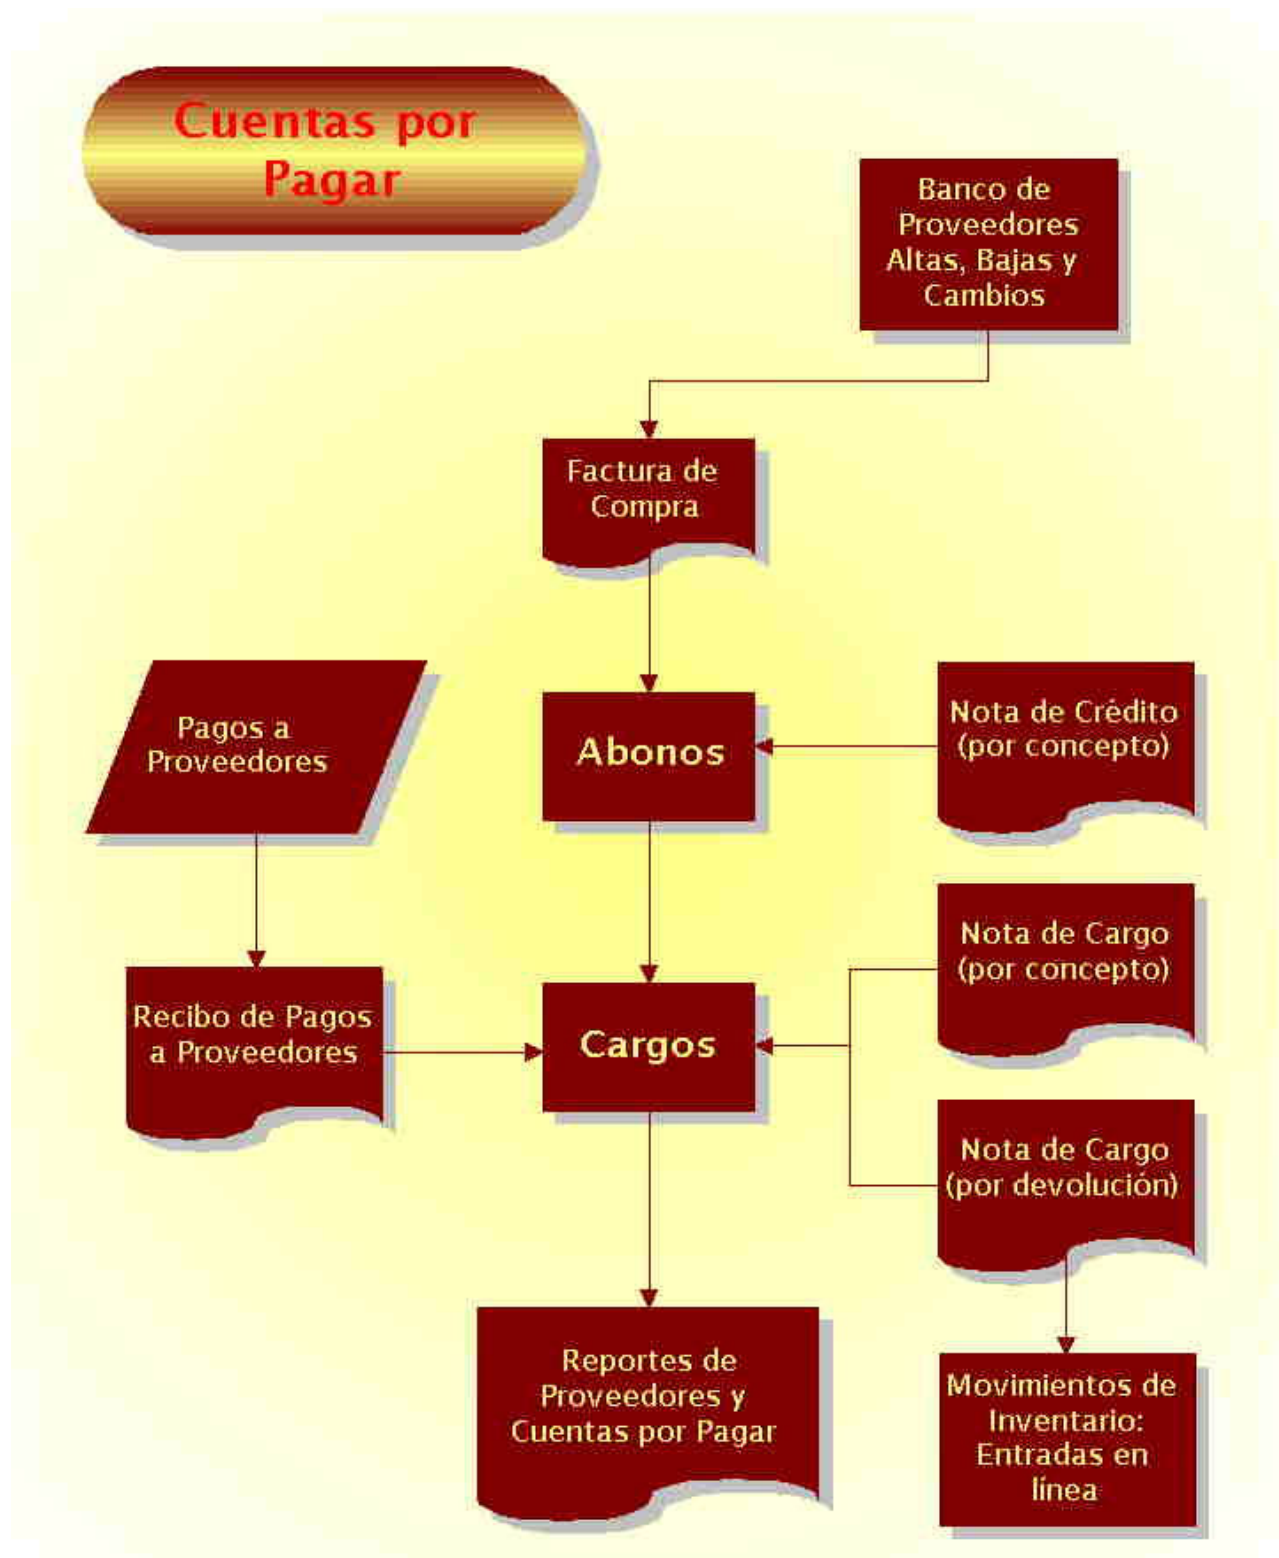 Cuentas por
Pagar
Banco de
Proveedores
Altas, Bajas y
Cambios
Factura de
Compra
Pagos a
Proveedores
Abonos
Nota de Crédito
(por concepto)
Nota de Cargo
(por concepto)
Recibo de Pagos
a Proveedores
Cargos
Nota de Cargo
(por devolución)
Reportes de
Proveedores y
Cuentas por Pagar
Movimientos de
Inventario:
Entradas en
línea